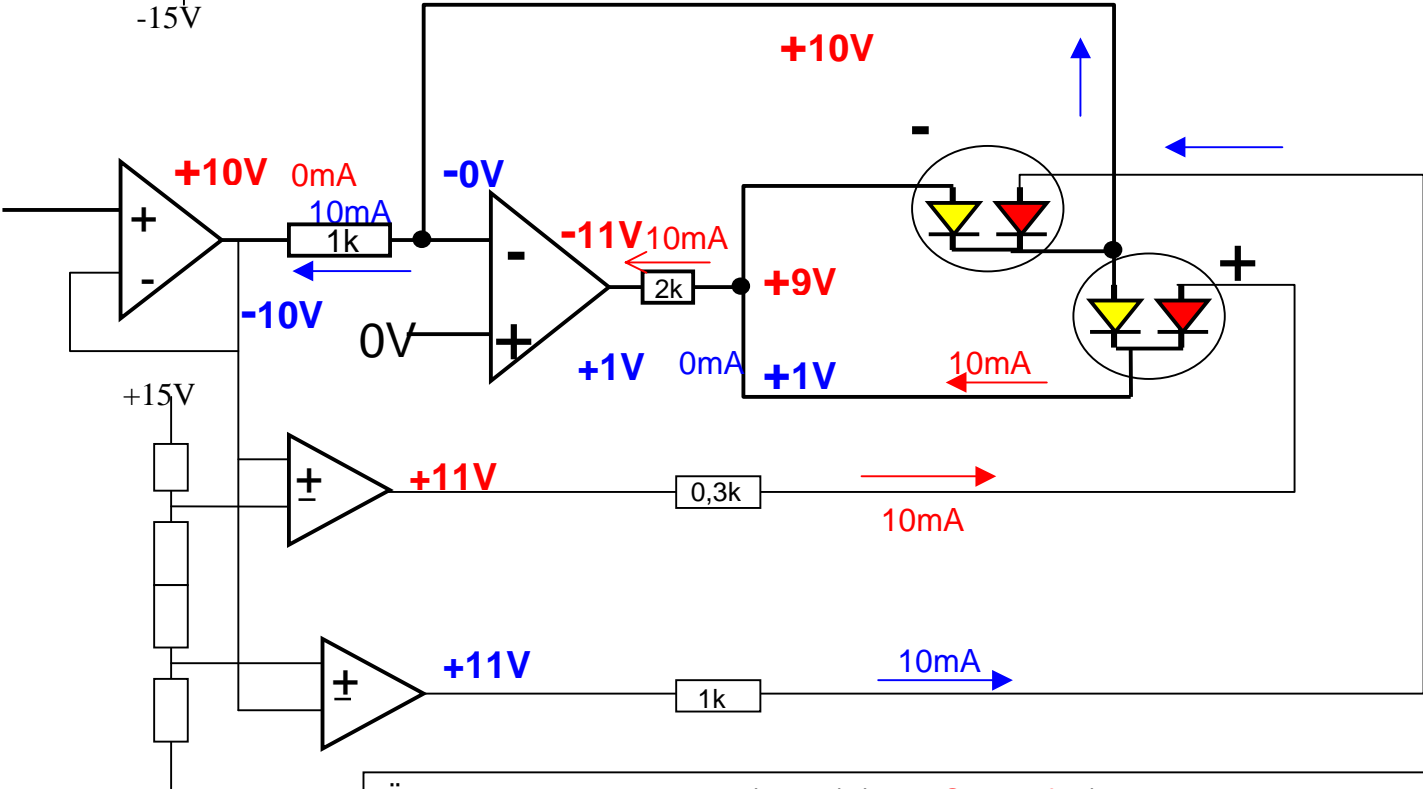 -15V
+10V
-
+10V 0mA -0V
10mA
+ 1k - -11V 10mA
- 2k +9V +
-10V
0V + +1V 0mA +1V 10mA
+15V
± +11V 0,3k
10mA
± +11V 10mA
1k